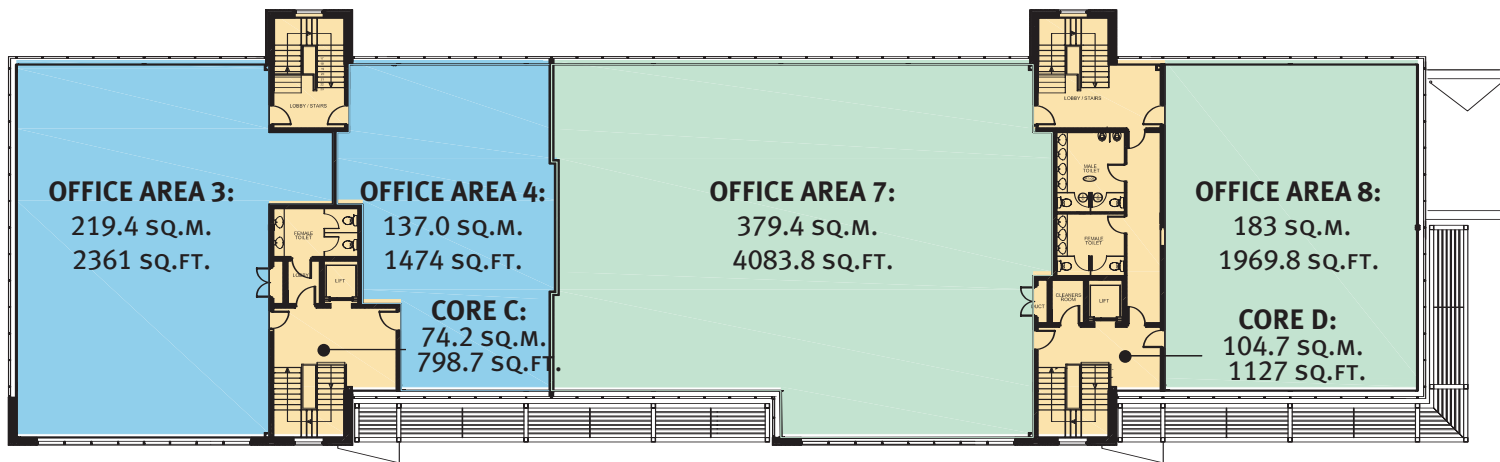 LOBBY / STAIRS
LOBBY / STAIRS
OFFICE AREA 3:
219.4 SQ.M.
2361 SQ.FT.
OFFICE AREA 4:
137.0 SQ.M.
1474 SQ.FT.
OFFICE AREA 7:
379.4 SQ.M.
4083.8 SQ.FT.
OFFICE AREA 8:
183 SQ.M.
1969.8 SQ.FT.
MALE
TOILET
FEMALE
TOILET
FEMALE
TOILET
LOBBY
LIFT
CLEANERS
ROOM
LIFT
CORE C:
74.2 SQ.M.
798.7 SQ.FT.
CORE D:
104.7 SQ.M.
1127 SQ.FT.